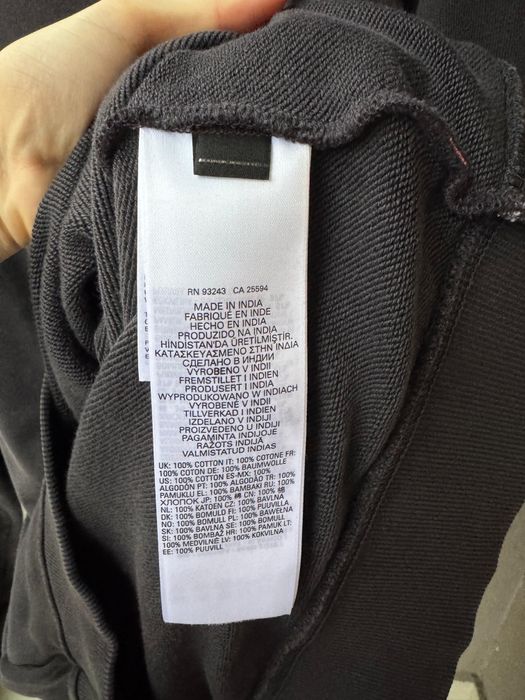 RN 93243 CA 25594
MADE IN INDIA
FABRIQUÉ EN INDE
HECHO EN INDIA
PRODUZIDO NA INDIA
HİNDİSTAN'DA ÜRETİLMİŞTİR.
ΚΑΤΑΣΚΕΥΑΣΜΕΝΟ ΣΤΗΝ ΙΝΔΙΑ
СДЕЛАНО В ИНДИИ
VYROBENO V INDII
FREMSTILLET I INDIEN
PRODUSERT I INDIA
WYPRODUKOWANO W INDIACH
VYROBENÉ V INDII
TILLVERKAD I INDIEN
IZDELANO V INDIJI
PROIZVEDENO U INDIJI
PAGAMINTA INDIJOJE
RAŽOTS INDIJĀ
VALMISTATUD INDIAS
UK: 100% COTTON IT: 100% COTONE FR:
100% COTON DE: 100% BAUMWOLLE
US: 100% COTTON ES-MX: 100%
ALGODÓN PT: 100% ALGODÃO TR: 100%
PAMUKLU EL: 100% BAMBAKI RU: 100%
ХЛОПОК JP: 100% 綿 CN: 100% 棉
NL: 100% KATOEN CZ: 100% BAVLNA
DK: 100% BOMULD FI: 100% PUUVILLA
NO: 100% BOMULL PL: 100% BAWEŁNA
SK: 100% BAVLNA SE: 100% BOMULL
SI: 100% BOMBAŽ HR: 100% PAMUK LT:
100% MEDVILNĖ LV: 100% KOKVILNA
EE: 100% PUUVILL